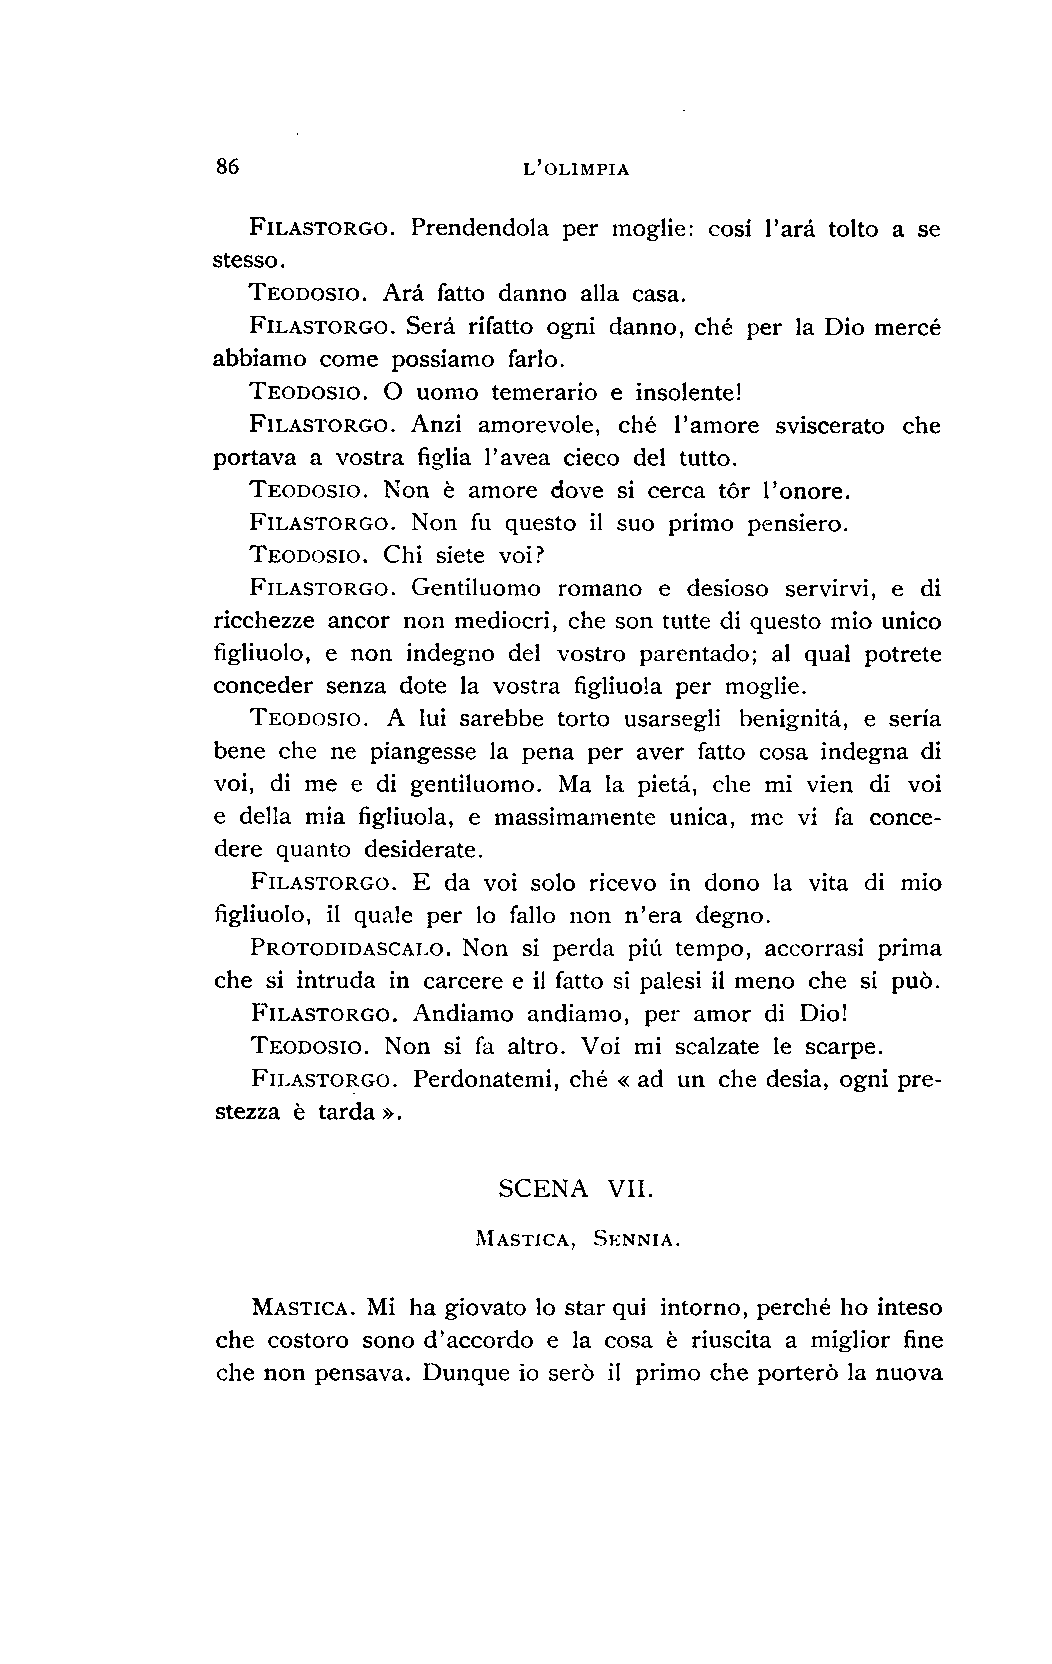 86 L'OLIMPIA
FILASTORGO. Prendendola per moglie: cosí l'ará tolto a se
stesso.
TEODOSIO. Ará fatto danno alla casa.
FILASTORGO. Será rifatto ogni danno, ché per la Dio mercé
abbiamo come possiamo farlo.
TEODOSIO. O uomo temerario e insolente!
FILASTORGO. Anzi amorevole, ché l'amore sviscerato che
portava a vostra figlia l'avea cieco del tutto.
TEODOSIO. Non è amore dove si cerca tôr l'onore.
FILASTORGO. Non fu questo il suo primo pensiero.
TEODOSIO. Chi siete voi?
FILASTORGO. Gentiluomo romano e desioso servirvi, e di
ricchezze ancor non mediocri, che son tutte di questo mio unico
figliuolo, e non indegno del vostro parentado; al qual potrete
conceder senza dote la vostra figliuola per moglie.
TEODOSIO. A lui sarebbe torto usarsegli benignitá, e sería
bene che ne piangesse la pena per aver fatto cosa indegna di
voi, di me e di gentiluomo. Ma la pietá, che mi vien di voi
e della mia figliuola, e massimamente unica, me vi fa conce-
dere quanto desiderate.
FILASTORGO. E da voi solo ricevo in dono la vita di mio
figliuolo, il quale per lo fallo non n'era degno.
PROTODIDASCALO. Non si perda piú tempo, accorrasi prima
che si intruda in carcere e il fatto si palesi il meno che si può.
FILASTORGO. Andiamo andiamo, per amor di Dio!
TEODOSIO. Non si fa altro. Voi mi scalzate le scarpe.
FILASTORGO. Perdonatemi, ché « ad un che desia, ogni pre-
stezza è tarda ».
SCENA VII.
MASTICA, SENNIA.
MASTICA. Mi ha giovato lo star qui intorno, perché ho inteso
che costoro sono d'accordo e la cosa è riuscita a miglior fine
che non pensava. Dunque io serò il primo che porterò la nuova